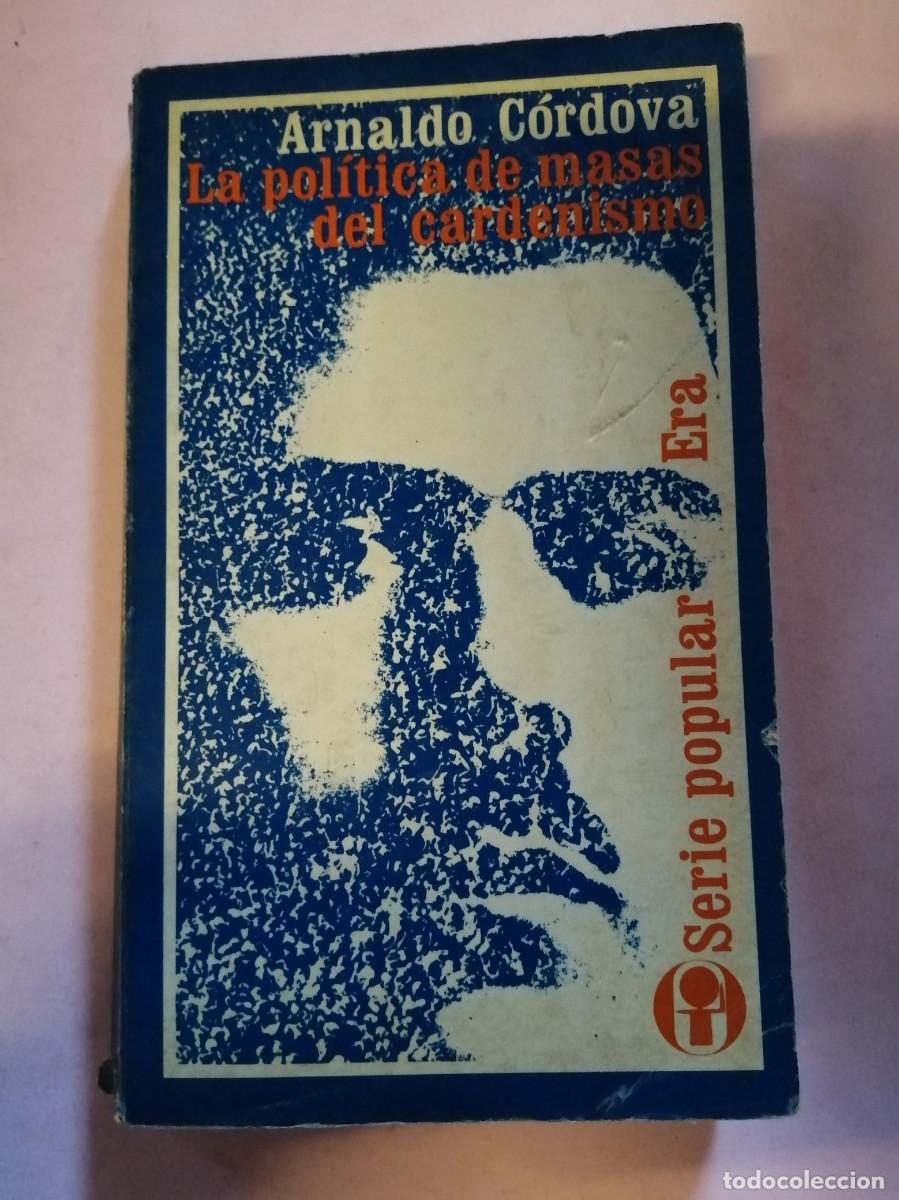 Arnaldo Córdova
La política de masas
del cardenismo
Serie popular Era
todocoleccion